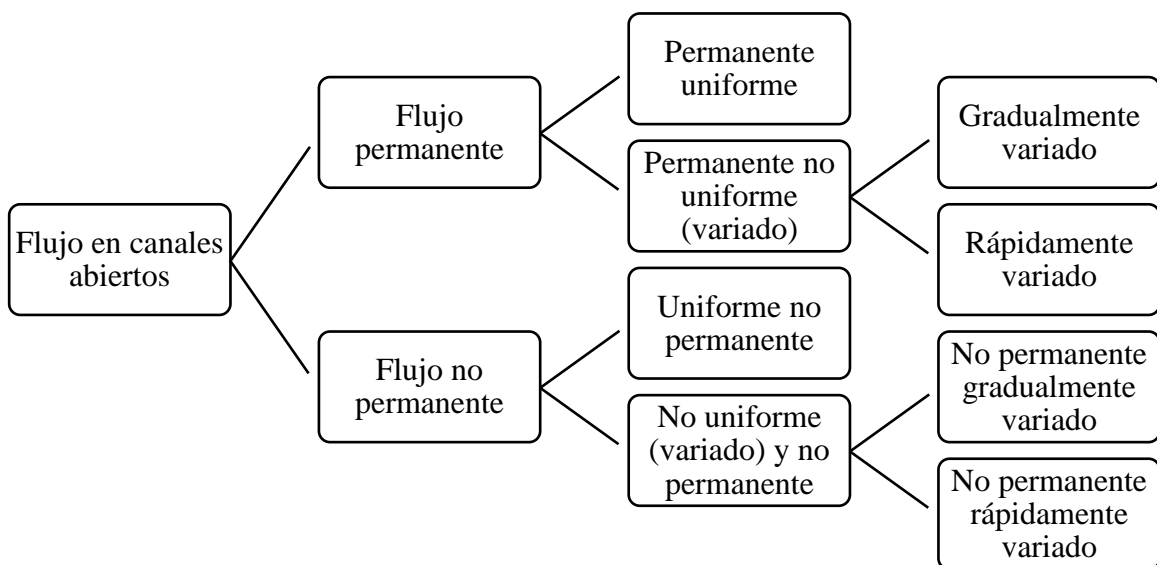 Flujo en canales
abiertos
Flujo
permanente
Permanente
uniforme
Permanente no
uniforme
(variado)
Gradualmente
variado
Rápidamente
variado
Flujo no
permanente
Uniforme no
permanente
No uniforme
(variado) y no
permanente
No permanente
gradualmente
variado
No permanente
rápidamente
variado